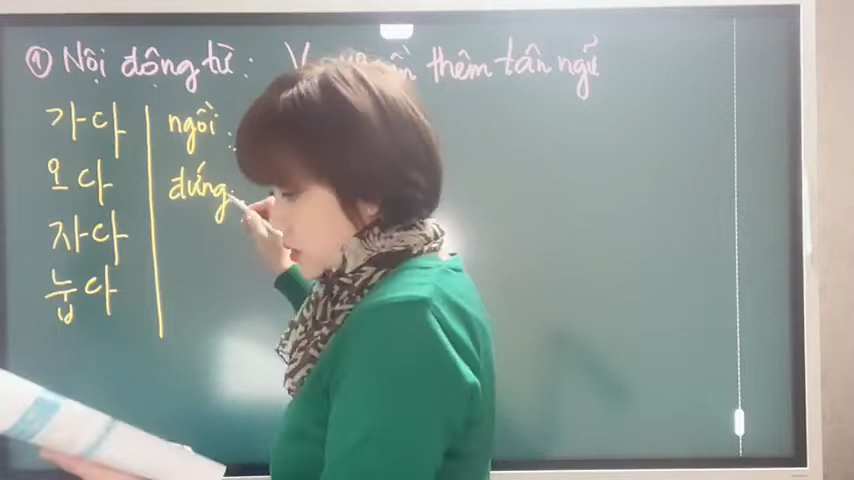 ① Nội động từ : V thêm tân ngữ
가다
오다
자다
눕다
ngồi :
đứng